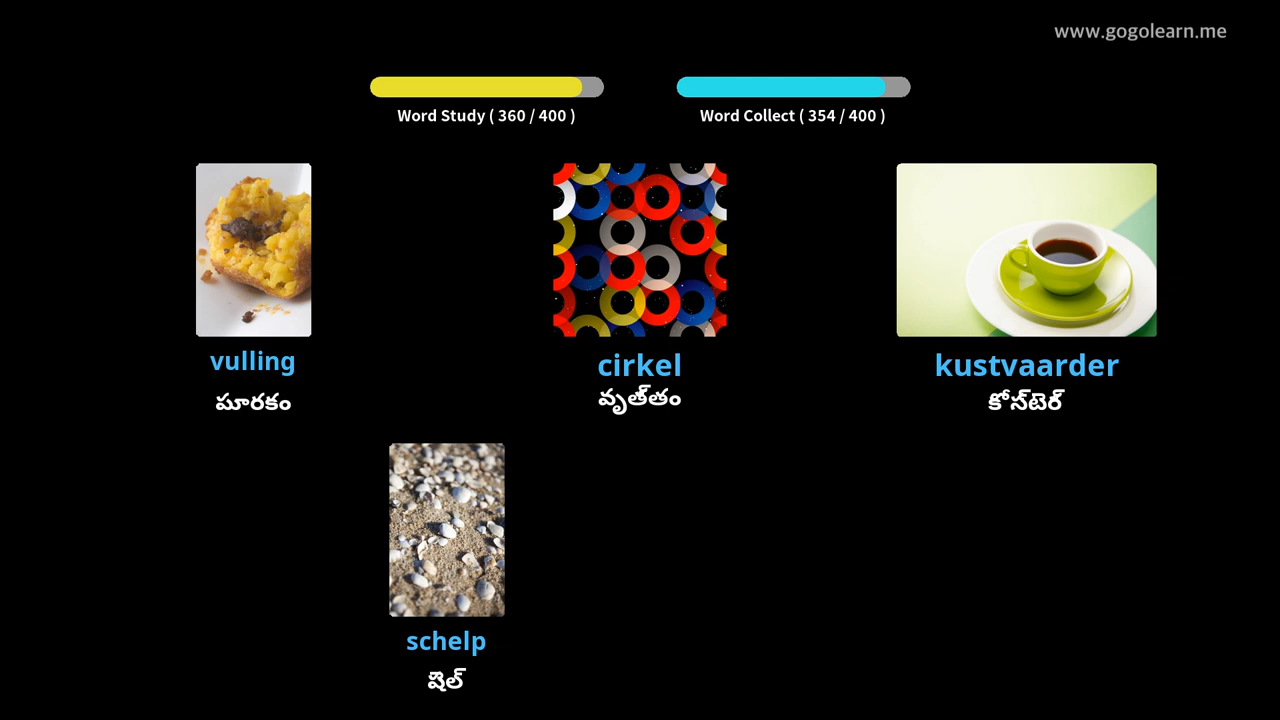 www.gogolearn.me
Word Study ( 360 / 400 )
Word Collect ( 354 / 400 )
vulling
పూరకం
cirkel
వృత్తం
kustvaarder
కోస్టర్
schelp
షెల్